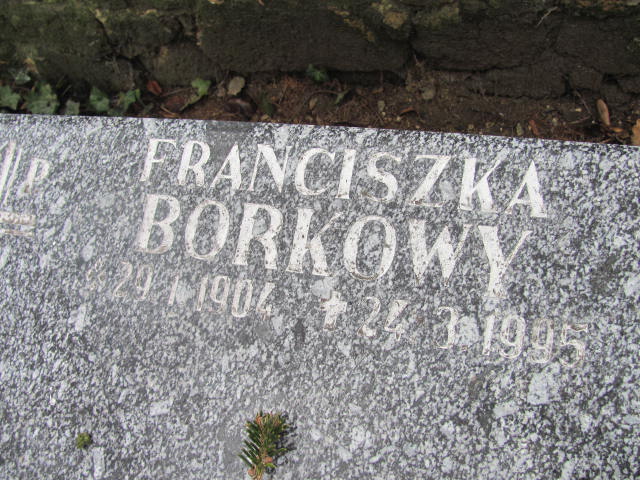 FRANCISZKA
BORKOWY
* 29.1.1904 ✝ 24.3.1995